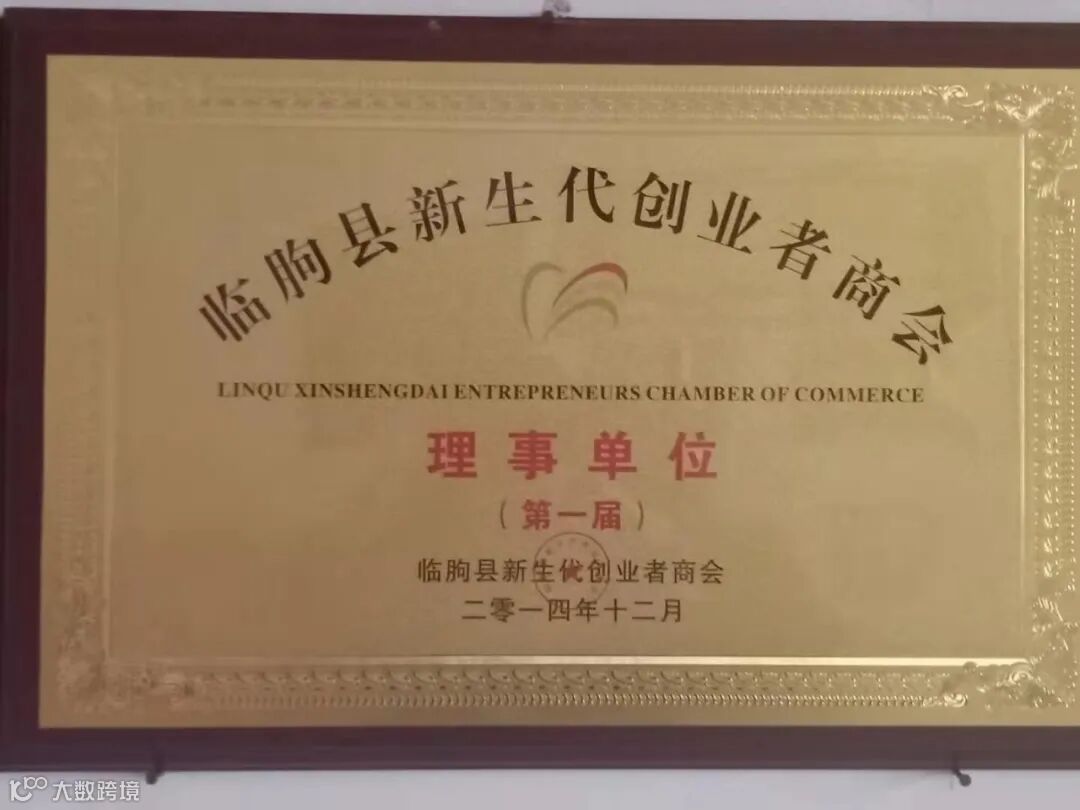 临朐县新生代创业者商会
LINQU XINSHENGDAI ENTREPRENEURS CHAMBER OF COMMERCE
理事单位
（第一届）
临朐县新生代创业者商会
二零一四年十二月
大数跨境